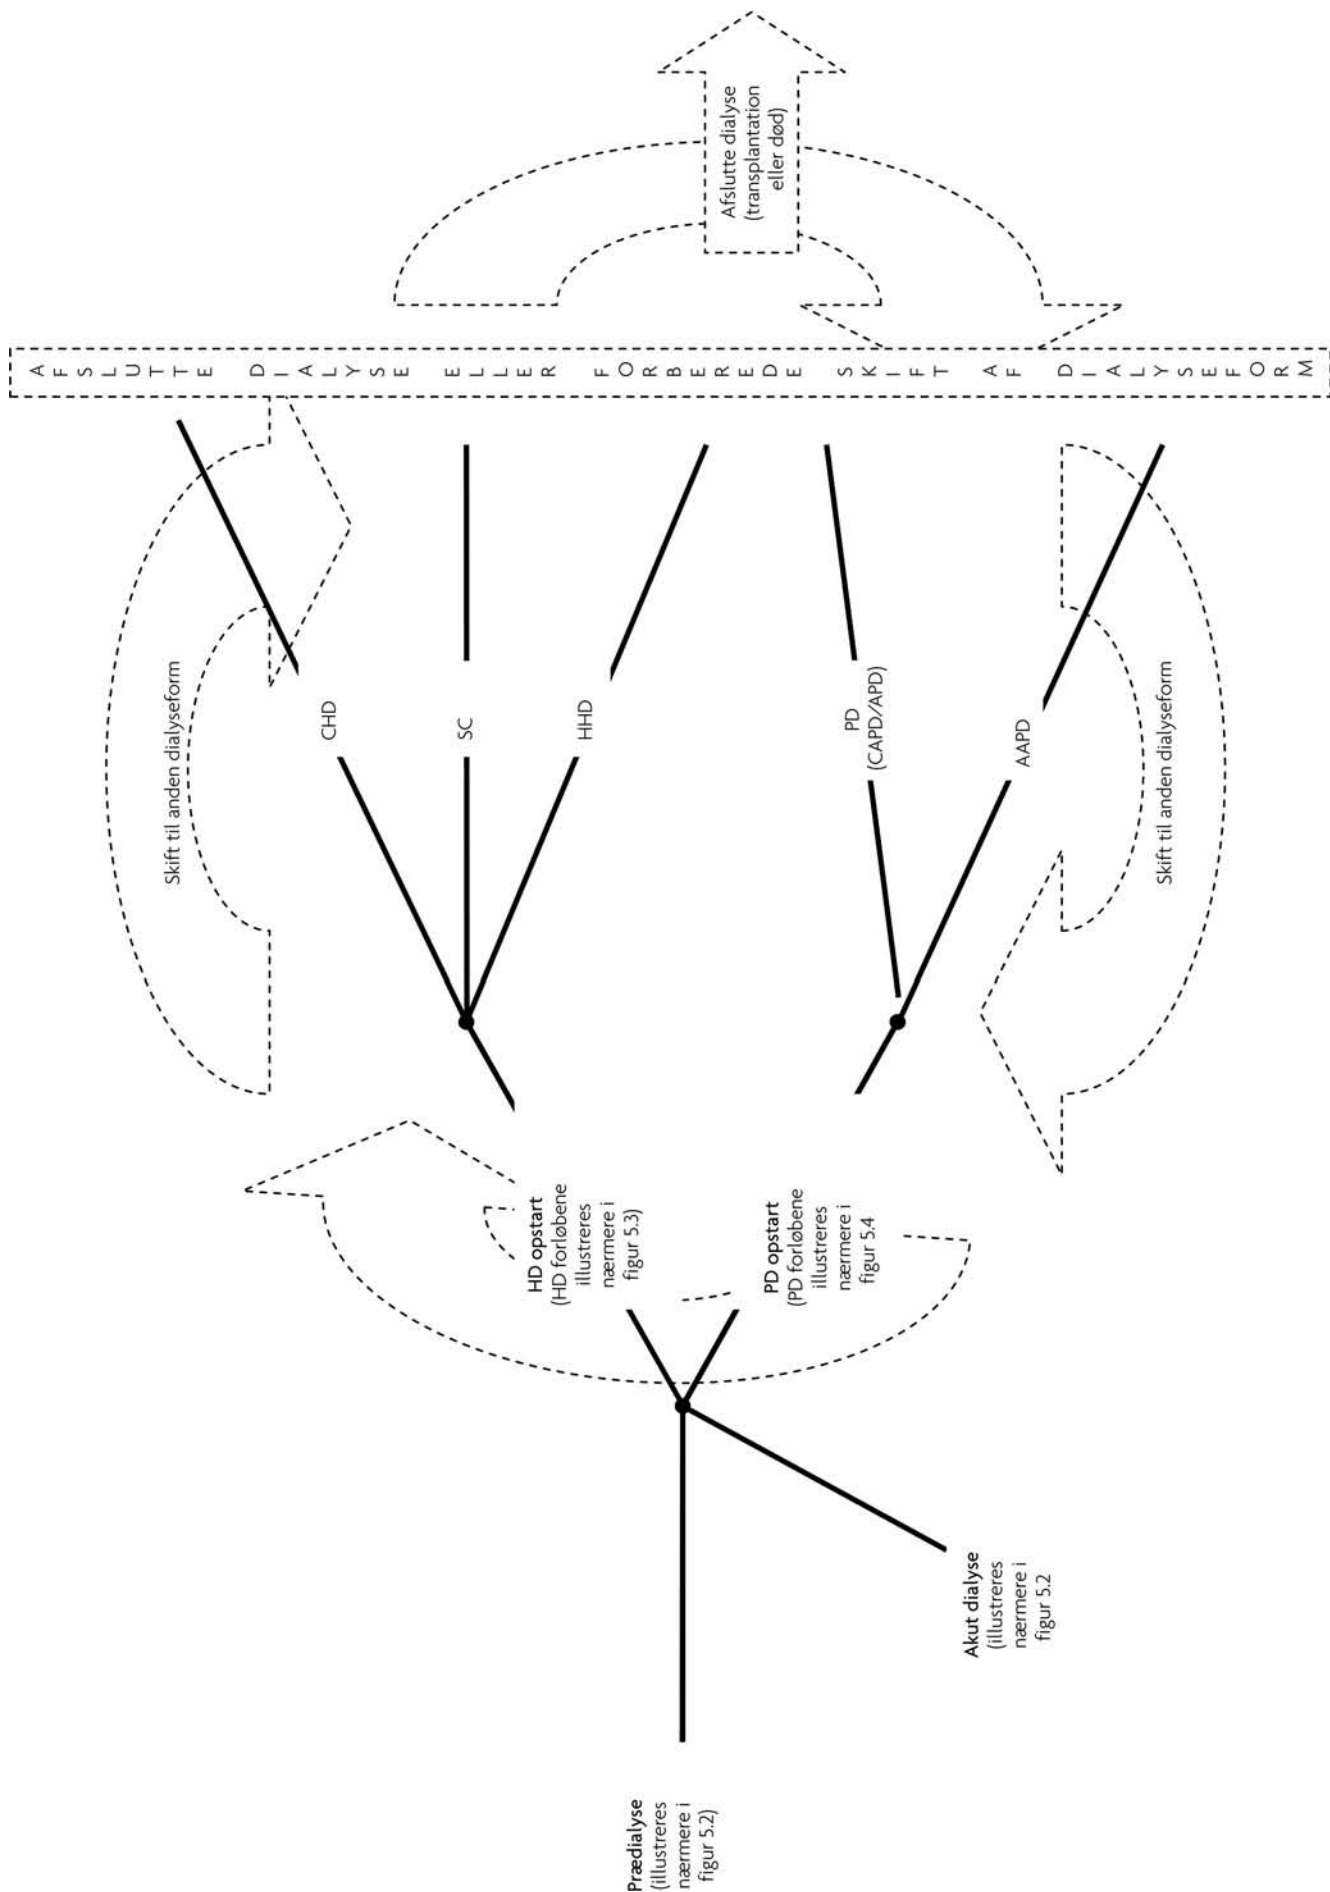 Prædialyse
(illustreres
nærmere i
figur 5.2)
Akut dialyse
(illustreres
nærmere i
figur 5.2
HD opstart
(HD forløbene
illustreres
nærmere i
figur 5.3)
PD opstart
(PD forløbene
illustreres
nærmere i
figur 5.4
Skift til anden dialyseform
CHD
SC
HHD
PD
(CAPD/APD)
AAPD
Skift til anden dialyseform
AFSLUTTE DIALYSE ELLER FORBEREDE SKIFT AF DIALYSEFORM
Afslutte dialyse
(transplantation
eller død)